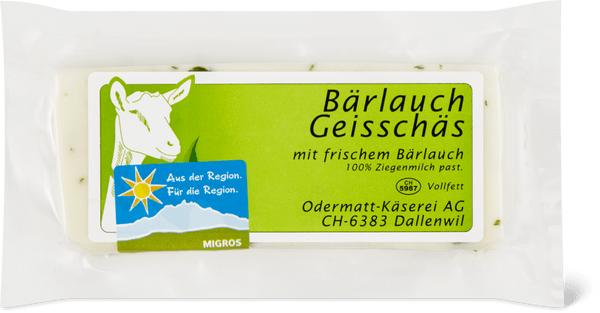 Bärlauch
Geisschäs
mit frischem Bärlauch
100% Ziegenmilch past.
CH
5987
Vollfett
Odermatt-Käserei AG
CH-6383 Dallenwil
Aus der Region.
Für die Region.
MIGROS